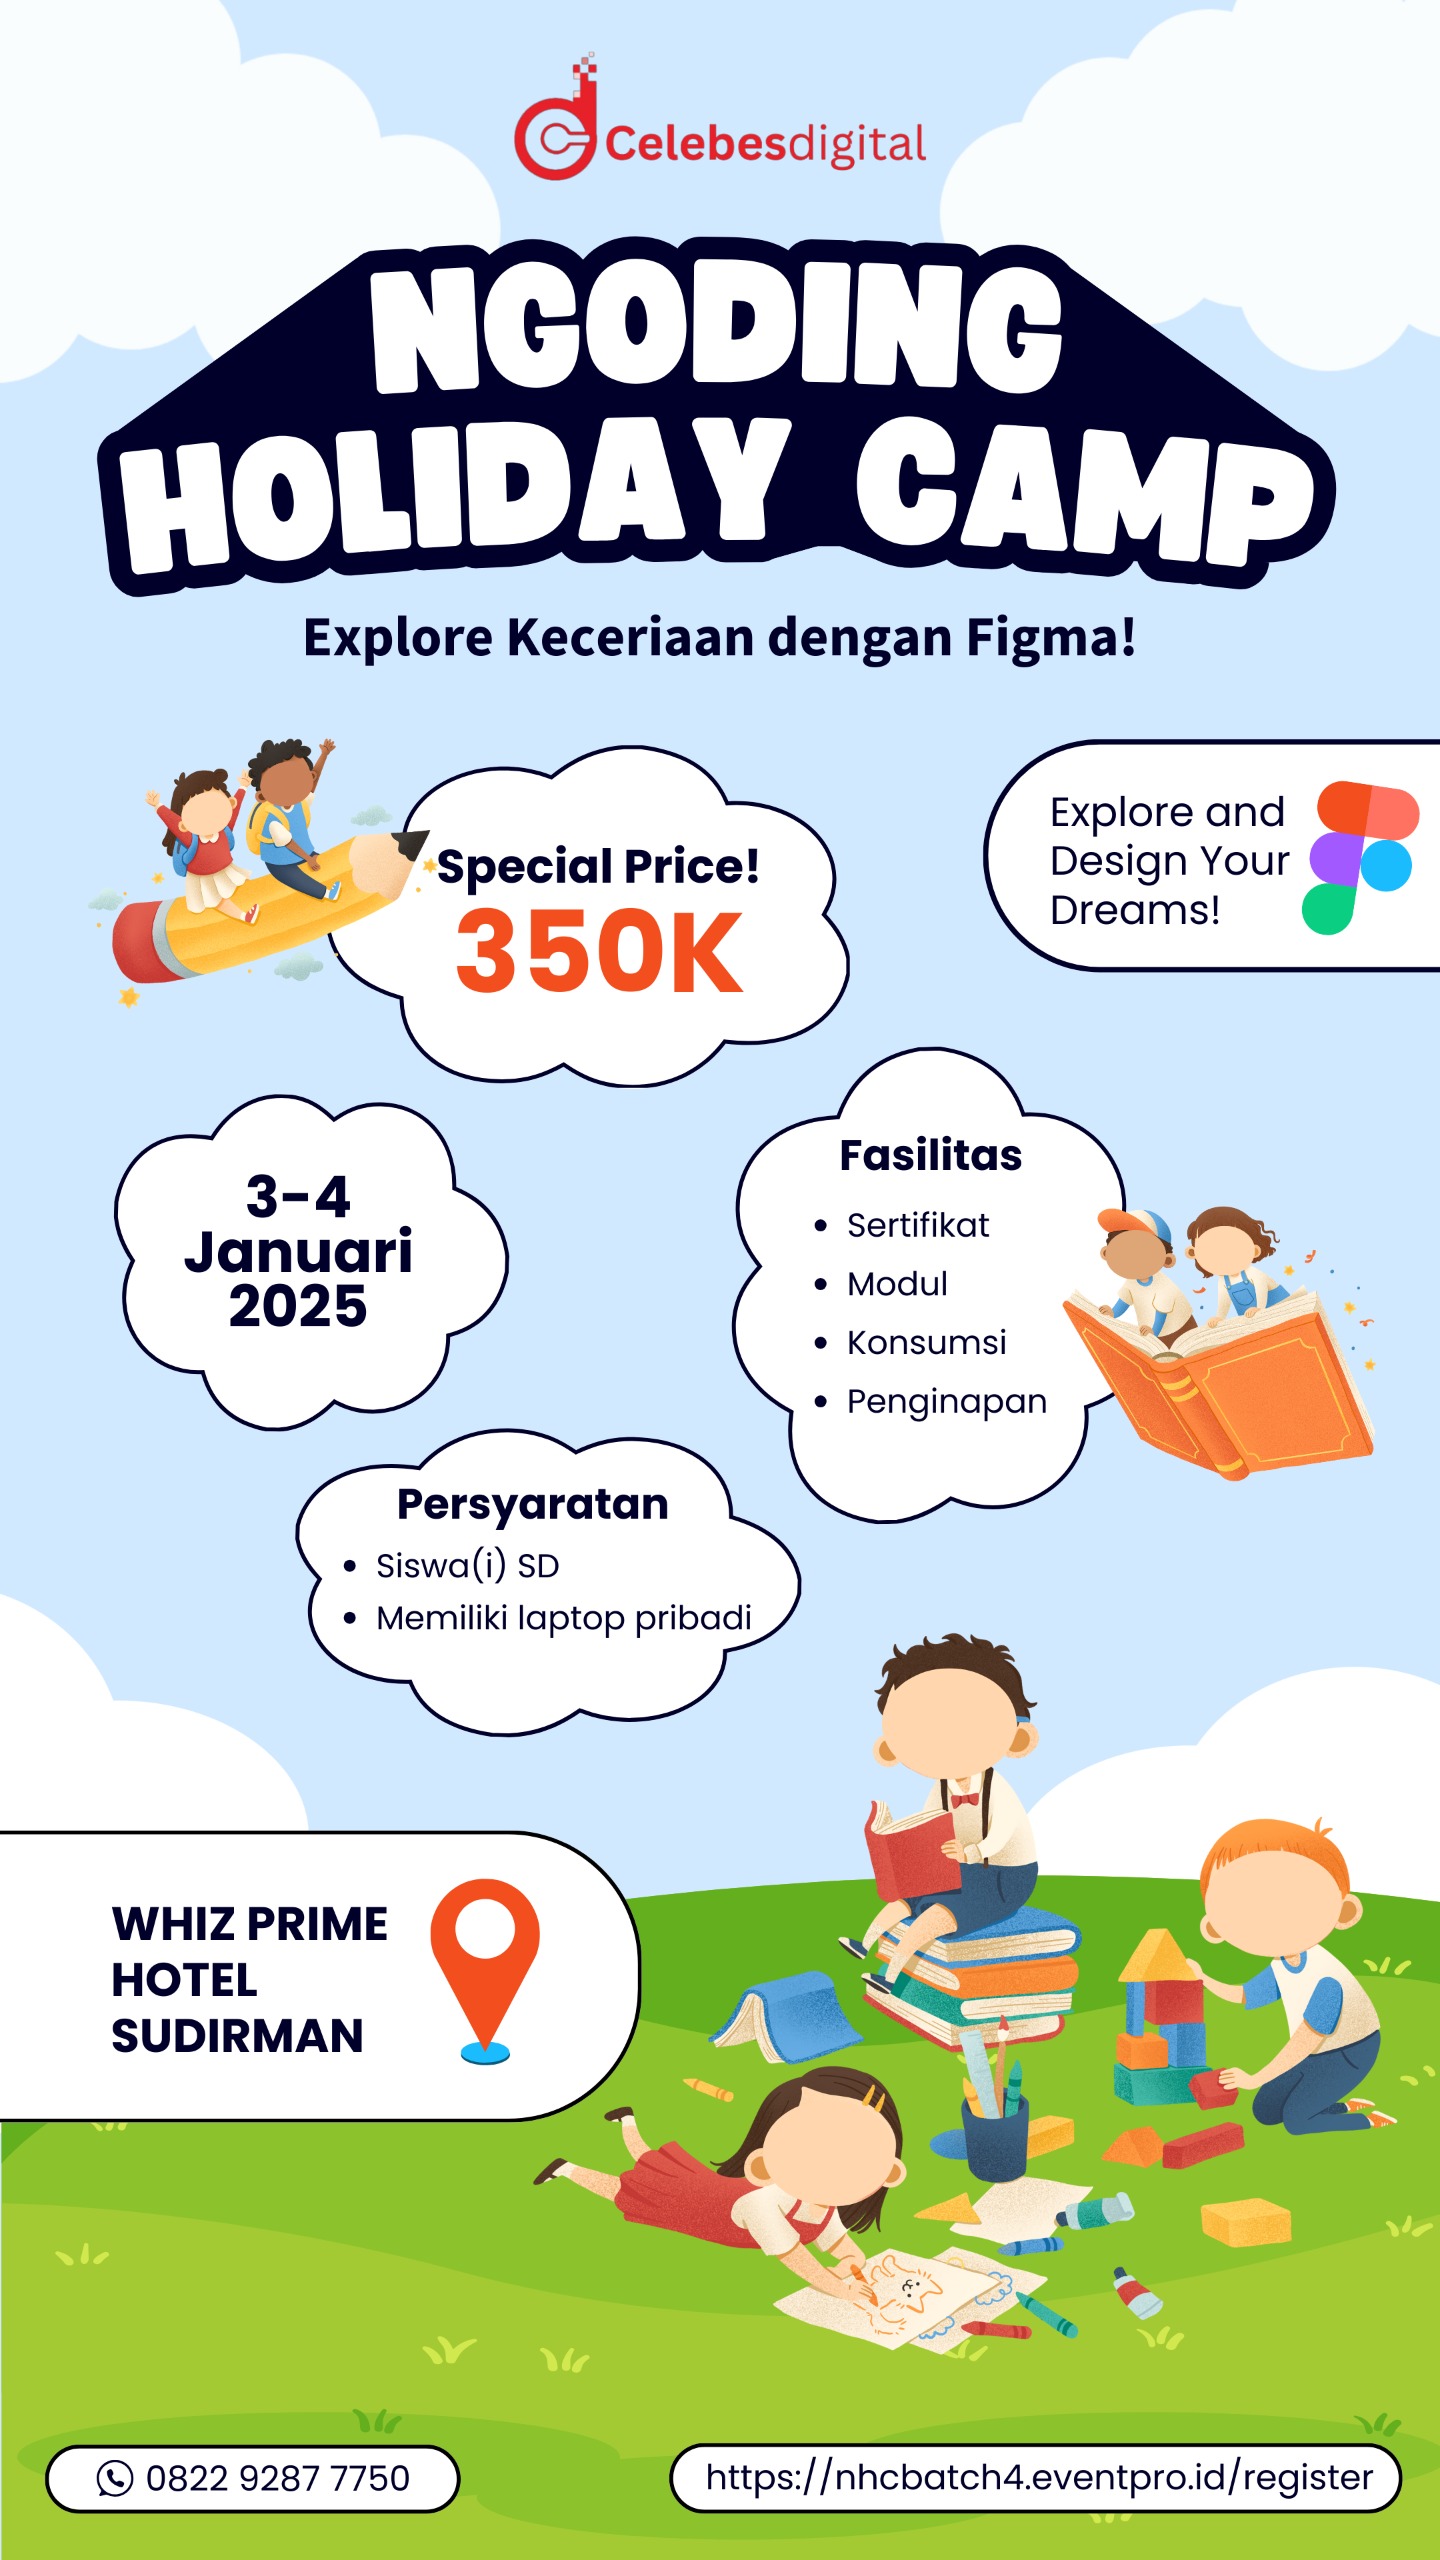 Celebesdigital
NGODING
HOLIDAY CAMP
Explore Keceriaan dengan Figma!
Special Price!
350K
Explore and
Design Your
Dreams!
3-4
Januari
2025
Fasilitas
• Sertifikat
• Modul
• Konsumsi
• Penginapan
Persyaratan
• Siswa(i) SD
• Memiliki laptop pribadi
WHIZ PRIME
HOTEL
SUDIRMAN
0822 9287 7750
https://nhcbatch4.eventpro.id/register